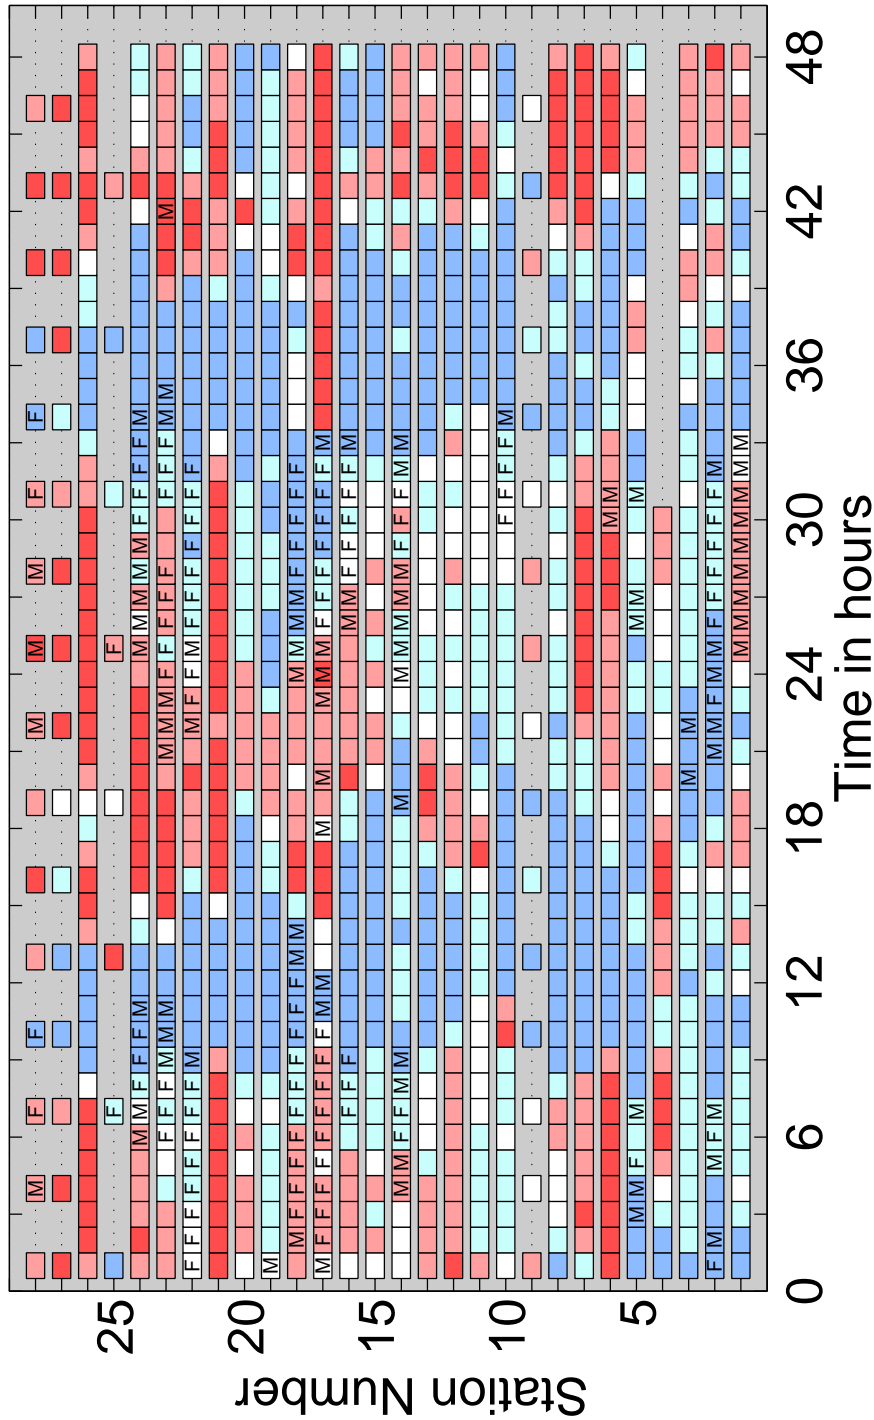 M F F M M M F F
F F
M M F F F M M M M M M F F F F M
F F F M M M M M M F F F F F F F F M M M
F F F F F F F F M M F F M F F F F F F F
M
M F F F F F F F F F F M M M M M M F F F F F
M F F F F F F F F F M M M M M M M F F F F F F F M
F F F M M F F F F F M
M M F F M M M M M M M M F F F M M
F F F F M
M M F M M M M
M M
F M M F M M M F M M F F F F F F M
M M M M M M M M M
25
20
15
10
5
Station Number
0 6 12 18 24 30 36 42 48
Time in hours